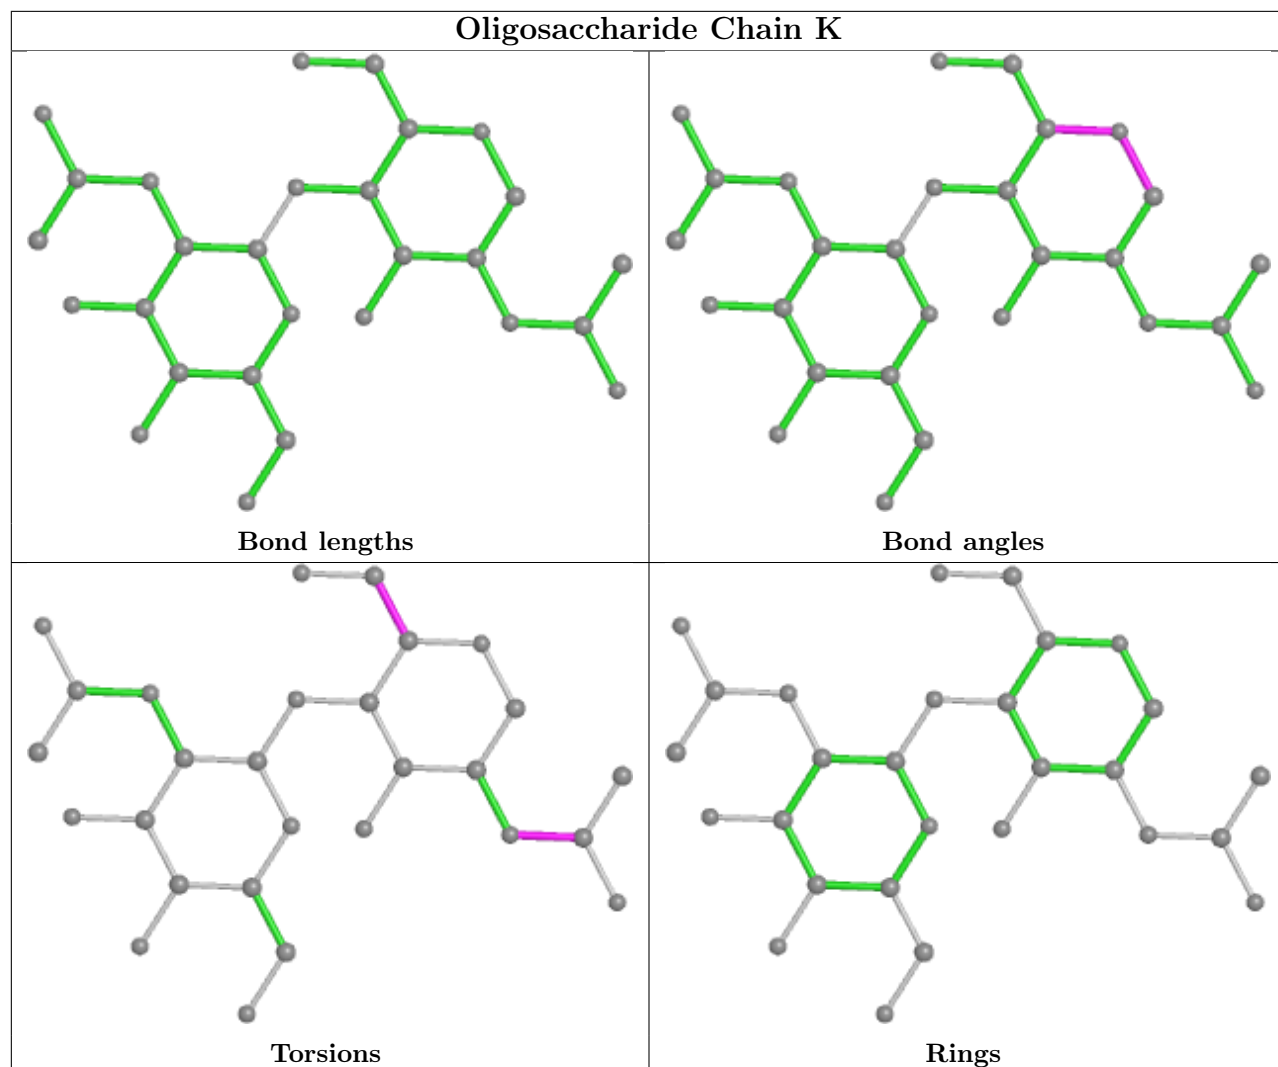 Oligosaccharide Chain K
Bond lengths
Bond angles
Torsions
Rings